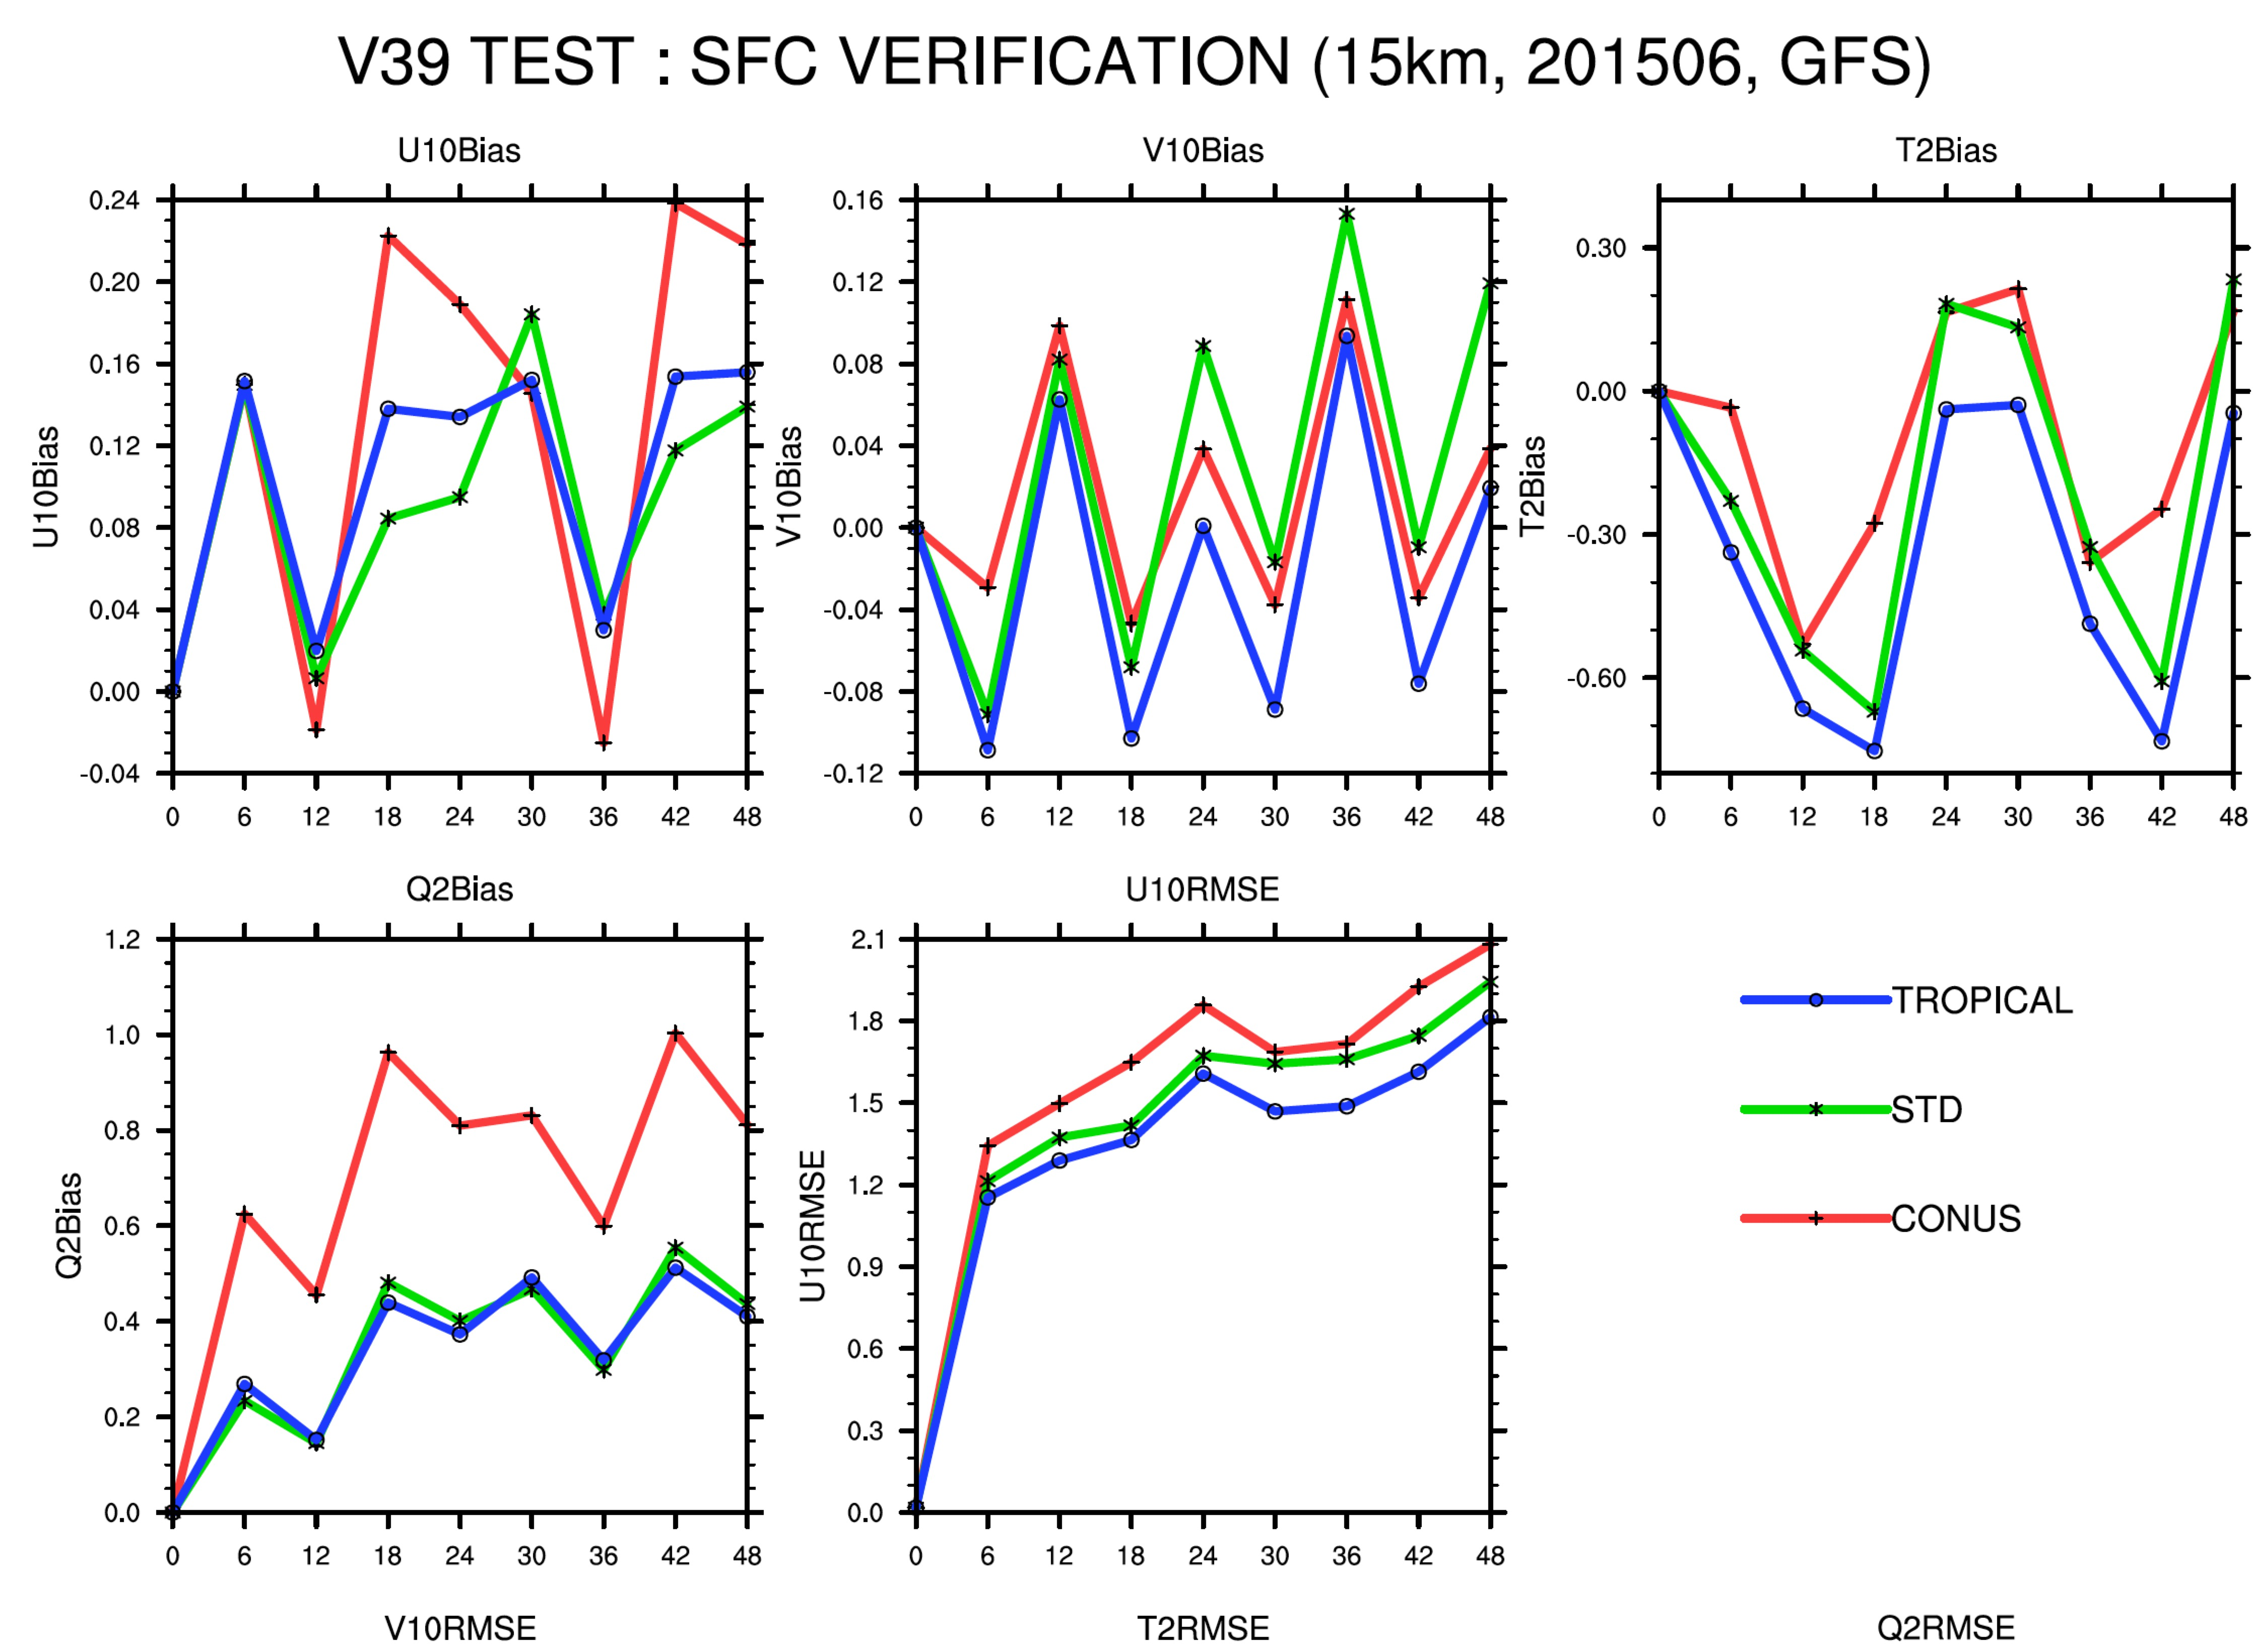 V39 TEST : SFC VERIFICATION (15km, 201506, GFS)
U10Bias
V10Bias
T2Bias
U10Bias
0.24
0.20
0.16
0.12
0.08
0.04
0.00
-0.04
0 6 12 18 24 30 36 42 48
V10Bias
0.16
0.12
0.08
0.04
0.00
-0.04
-0.08
-0.12
0 6 12 18 24 30 36 42 48
T2Bias
0.30
0.00
-0.30
-0.60
0 6 12 18 24 30 36 42 48
Q2Bias
U10RMSE
Q2Bias
1.2
1.0
0.8
0.6
0.4
0.2
0.0
0 6 12 18 24 30 36 42 48
U10RMSE
2.1
1.8
1.5
1.2
0.9
0.6
0.3
0.0
0 6 12 18 24 30 36 42 48
TROPICAL
STD
CONUS
V10RMSE
T2RMSE
Q2RMSE